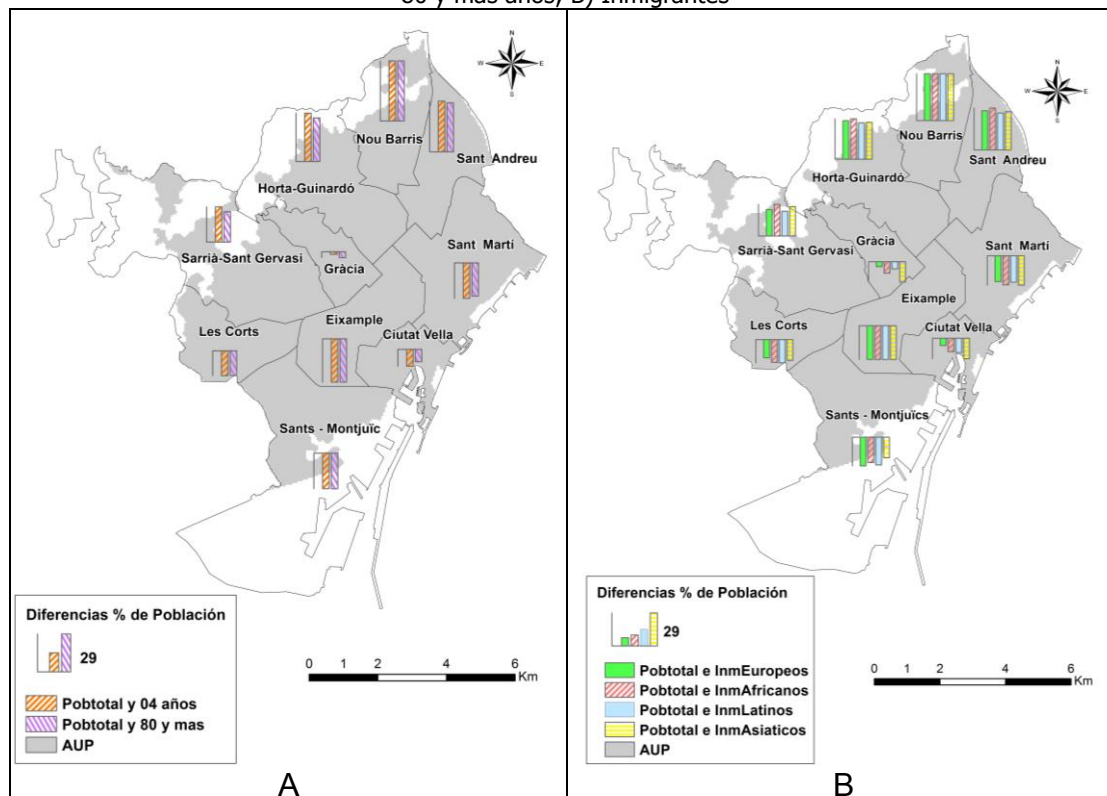 80 y mas años, B) Inmigrantes
N
W
E
S
Nou Barris
Sant Andreu
Horta-Guinardó
Sarrià-Sant Gervasi
Gràcia
Sant Martí
Les Corts
Eixample
Ciutat Vella
Sants - Montjuïc
Diferencias % de Población
29
Pobtotal y 04 años
Pobtotal y 80 y mas
AUP
0 1 2 4 6
Km
A
N
W
E
S
Nou Barris
Sant Andreu
Horta-Guinardó
Sarrià-Sant Gervasi
Gràcia
Sant Martí
Eixample
Les Corts
Ciutat Vella
Sants - Montjuïcs
Diferencias % de Población
29
Pobtotal e InmEuropeos
Pobtotal e InmAfricanos
Pobtotal e InmLatinos
Pobtotal e InmAsiaticos
AUP
0 1 2 4 6
Km
B